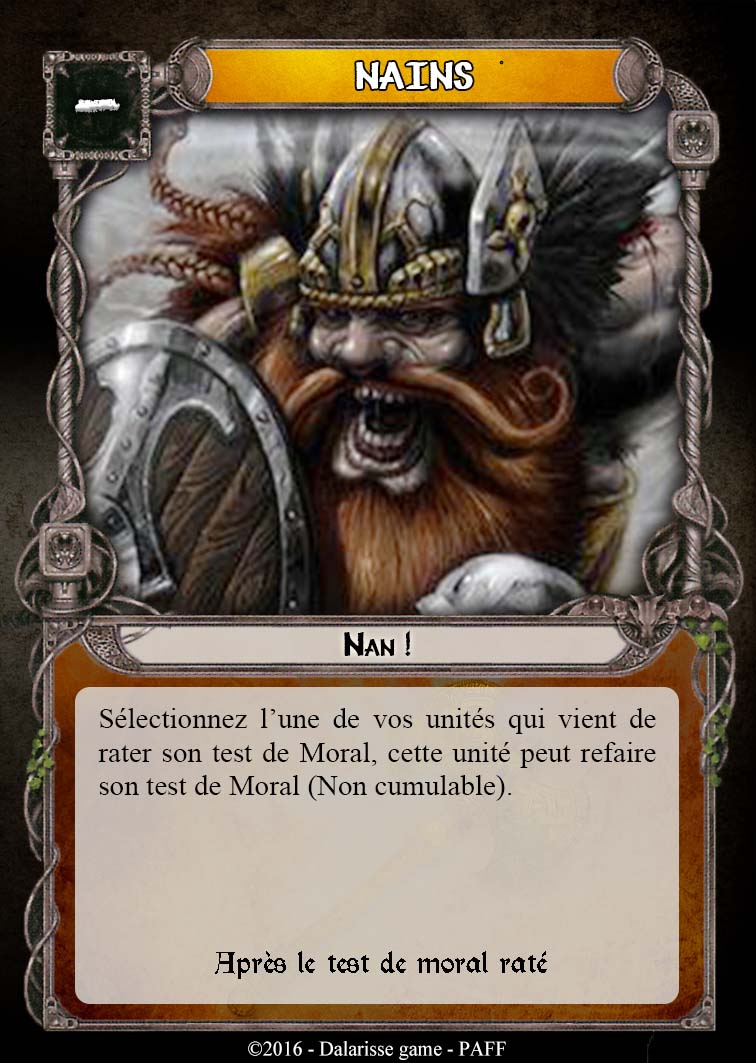 NAINS
-
Nan !
Sélectionnez l’une de vos unités qui vient de
rater son test de Moral, cette unité peut refaire
son test de Moral (Non cumulable).
Après le test de moral raté
©2016 - Dalarisse game - PAFF